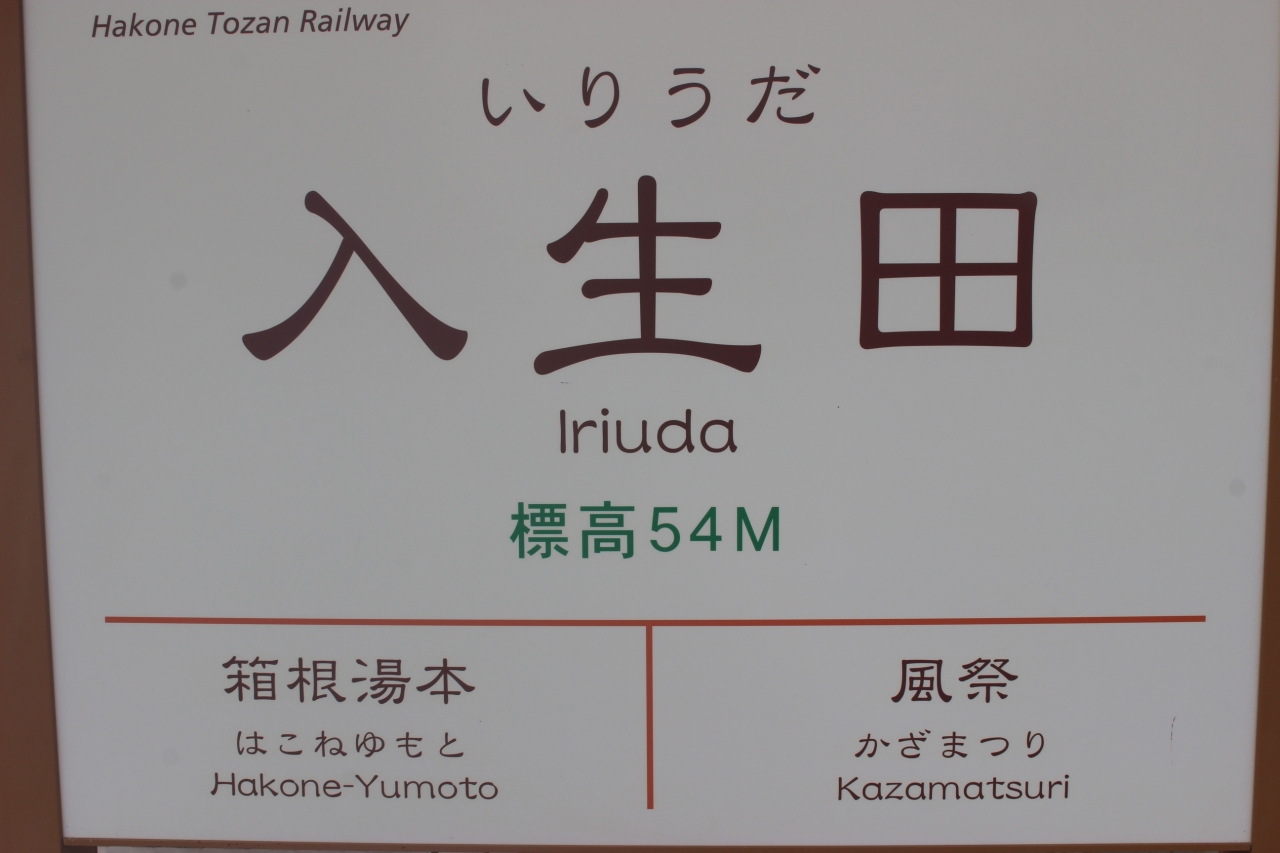 Hakone Tozan Railway
いりうだ
入生田
Iriuda
標高54M
箱根湯本
はこねゆもと
Hakone-Yumoto
風祭
かざまつり
Kazamatsuri